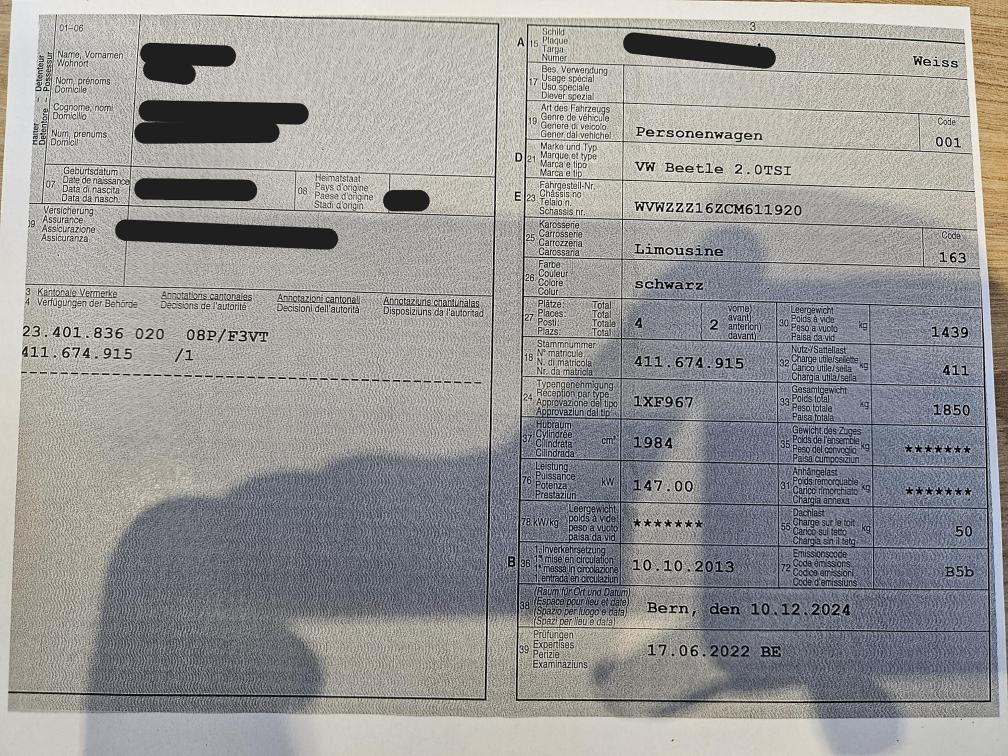 01-06
Halter - Détenteur
Detentore - Possessur
Name, Vornamen
Wohnort
Nom, prénoms
Domicile
Cognome, nomi
Domicilio
Num, prenums
Domicil
07
Geburtsdatum
Date de naissance
Data di nascita
Data da nasch.
08
Heimatstaat
Pays d'origine
Paese d'origine
Stadi d'origin
09
Versicherung
Assurance
Assicurazione
Assicuranza
Kantonale Vermerke
Verfügungen der Behörde
Annotations cantonales
Décisions de l'autorité
Annotazioni cantonali
Decisioni dell'autorità
Annotaziuns chantunalas
Disposiziuns da l'autoritad
23.401.836 020 08P/F3VT
411.674.915 /1
3
A 15 Schild
Plaque
Targa
Numer
Weiss
17 Bes. Verwendung
Usage spécial
Uso speciale
Diever spezial
19 Art des Fahrzeugs
Genre de véhicule
Genere di veicolo
Gener dal vehichel
Personenwagen
Code
001
D 21 Marke und Typ
Marque et type
Marca e tipo
Marca e tip
VW Beetle 2.0TSI
E 23 Fahrgestell-Nr.
Châssis no
Telaio n.
Schassis nr.
WVWZZZ16ZCM611920
25 Karosserie
Carrosserie
Carrozzeria
Carossaria
Limousine
Code
163
26 Farbe
Couleur
Colore
Colur
schwarz
27 Plätze: Total
Places: Total
Posti: Totale
Plazs: Total
4
2
vorne)
avant)
anteriori)
davant)
30 Leergewicht
Poids à vide
Peso a vuoto
Paisa da vid
kg
1439
18 Stammnummer
N° matricule
N. di matricola
Nr. da matricla
411.674.915
32 Nutz-/Sattellast
Charge utile/sellette
Carico utile/sella
Chargia utila/sella
kg
411
24 Typengenehmigung
Réception par type
Approvazione del tipo
Approvaziun dal tip
1XF967
33 Gesamtgewicht
Poids total
Peso totale
Paisa totala
kg
1850
37 Hubraum
Cylindrée
Cilindrata
Cilindrada
cm³
1984
35 Gewicht des Zuges
Poids de l'ensemble
Peso del convoglio
Paisa cumposiziun
kg
*******
76 Leistung
Puissance
Potenza
Prestaziun
kW
147.00
31 Anhängelast
Poids remorquable
Carico rimorchiato
Chargia annexa
kg
*******
78 kW/kg
Leergewicht
poids à vide
peso a vuoto
paisa da vid
*******
55 Dachlast
Charge sur le toit
Carico sul tetto
Chargia sin il tetg
kg
50
B 36 1. Inverkehrsetzung
1re mise en circulation
1a messa in circolazione
1. entrada en circulaziun
10.10.2013
72 Emissionscode
Code émissions
Codice emissioni
Code d'emissiuns
B5b
38 (Raum für Ort und Datum)
(Espace pour lieu et date)
(Spazio per luogo e data)
(Spazi per lieu e data)
Bern, den 10.12.2024
39 Prüfungen
Expertises
Perizie
Examinaziuns
17.06.2022 BE